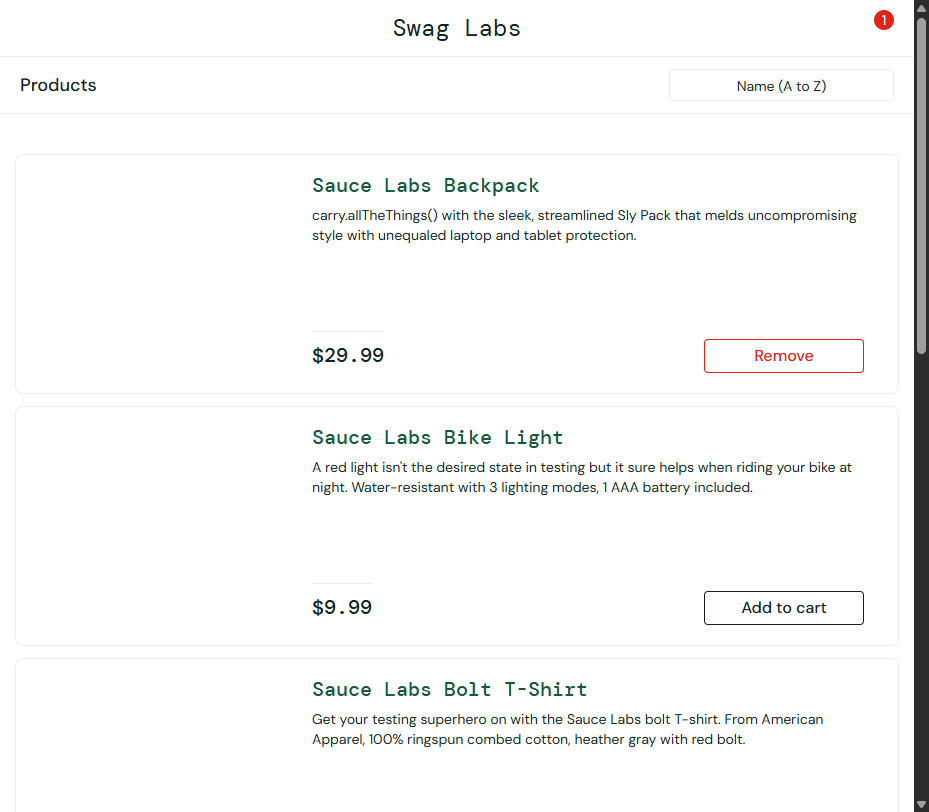 Swag Labs
1
Products
Name (A to Z)
Sauce Labs Backpack
carry.allTheThings() with the sleek, streamlined Sly Pack that melds uncompromising
style with unequaled laptop and tablet protection.
$29.99
Remove
Sauce Labs Bike Light
A red light isn't the desired state in testing but it sure helps when riding your bike at
night. Water-resistant with 3 lighting modes, 1 AAA battery included.
$9.99
Add to cart
Sauce Labs Bolt T-Shirt
Get your testing superhero on with the Sauce Labs bolt T-shirt. From American
Apparel, 100% ringspun combed cotton, heather gray with red bolt.